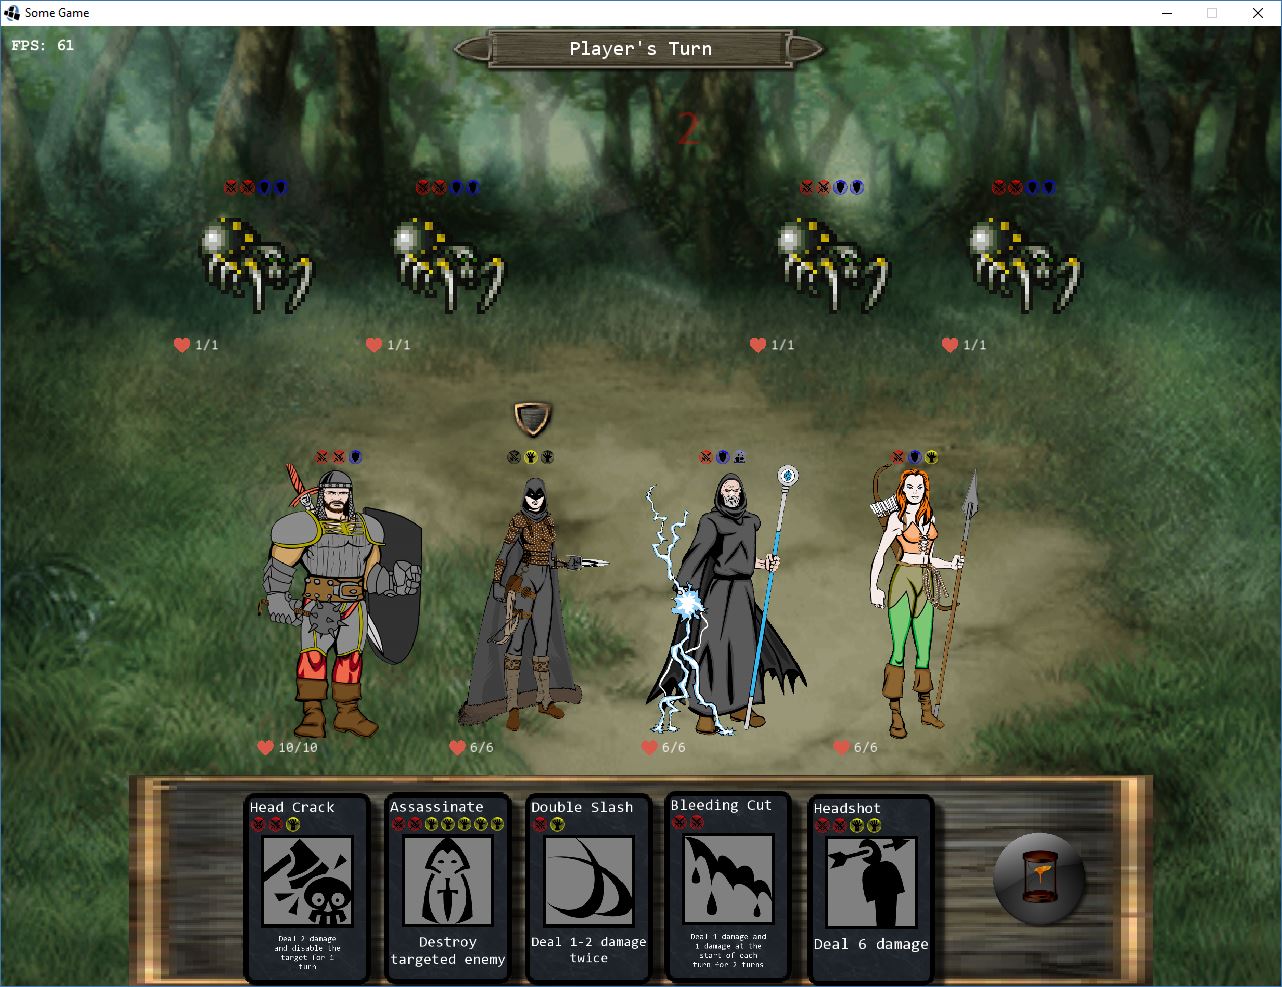 Some Game
FPS: 61
Player's Turn
2
1/1
1/1
1/1
1/1
10/10
6/6
6/6
6/6
Head Crack
Deal 2 damage
and disable the
target for 1
turn
Assassinate
Destroy
targeted enemy
Double Slash
Deal 1-2 damage
twice
Bleeding Cut
Deal 1 damage and
1 damage at the
start of each
turn for 2 turns
Headshot
Deal 6 damage